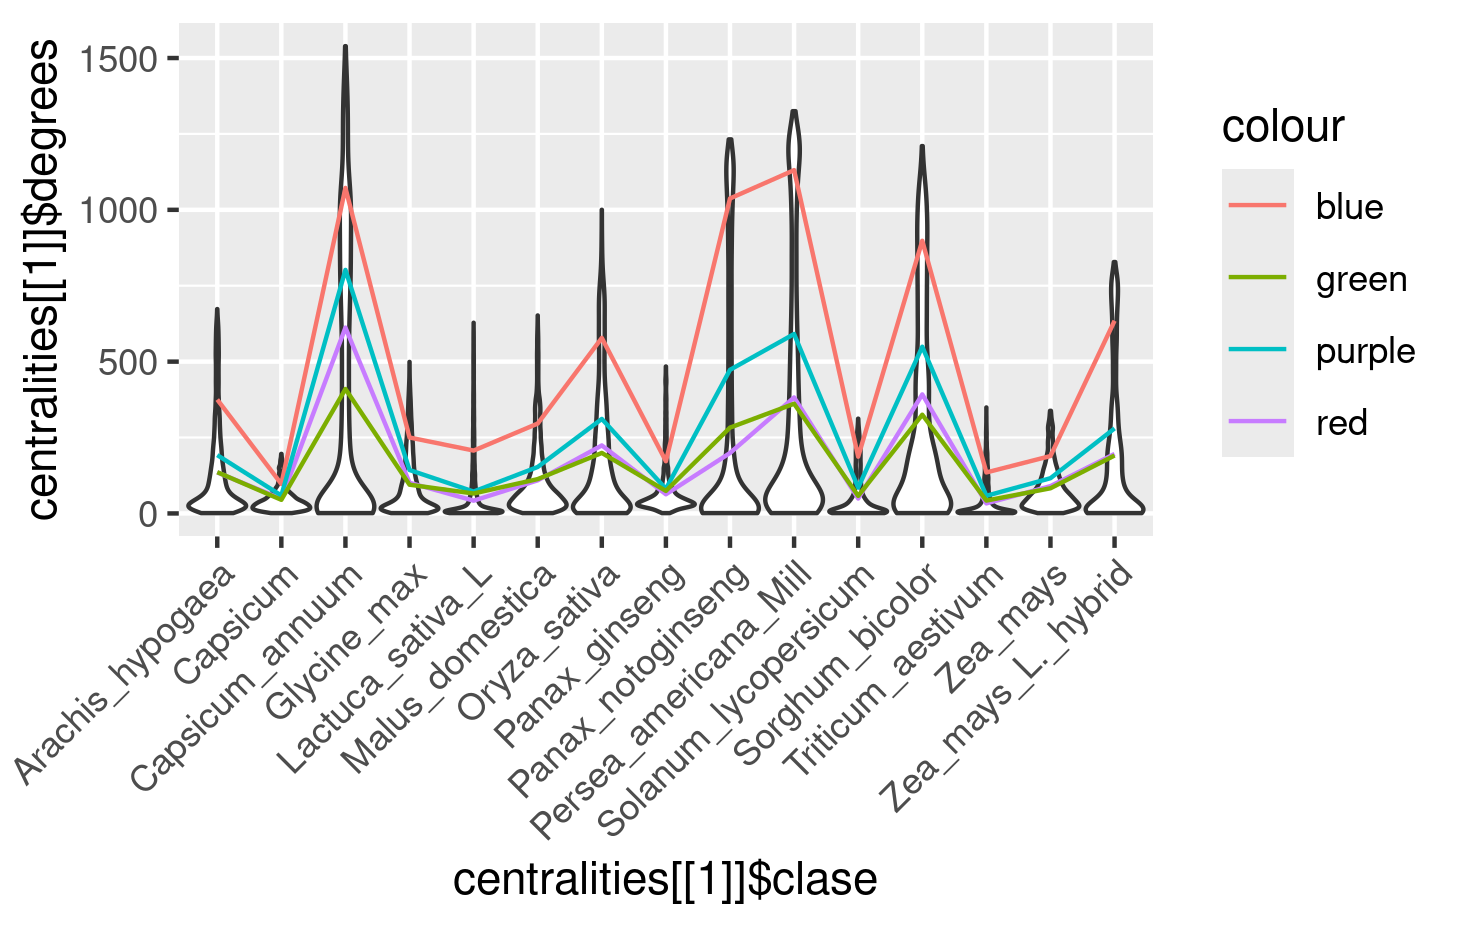 centralities[[1]]$degrees
1500
1000
500
0
Arachis_hypogaea
Capsicum
Capsicum_annuum
Glycine_max
Lactuca_sativa_L
Malus_domestica
Oryza_sativa
Panax_ginseng
Panax_notoginseng
Persea_americana_Mill
Solanum_lycopersicum
Sorghum_bicolor
Triticum_aestivum
Zea_mays
Zea_mays_L._hybrid
centralities[[1]]$clase
colour
blue
green
purple
red